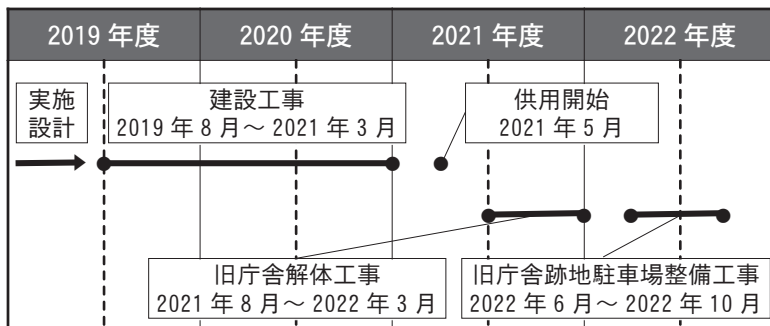 2019 年度 2020 年度 2021 年度 2022 年度
実施
設計
建設工事
2019 年 8 月～ 2021 年 3 月
供用開始
2021 年 5 月
旧庁舎解体工事
2021 年 8 月～ 2022 年 3 月
旧庁舎跡地駐車場整備工事
2022 年 6 月～ 2022 年 10 月